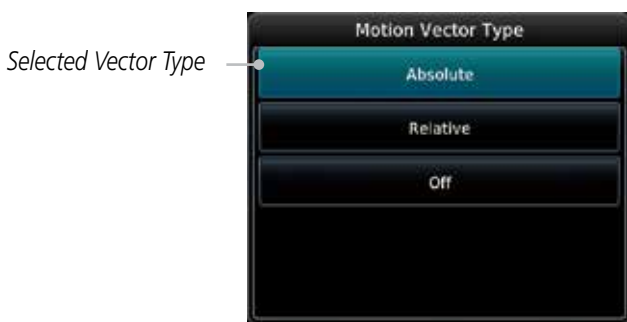 Motion Vector Type
Selected Vector Type
Absolute
Relative
Off